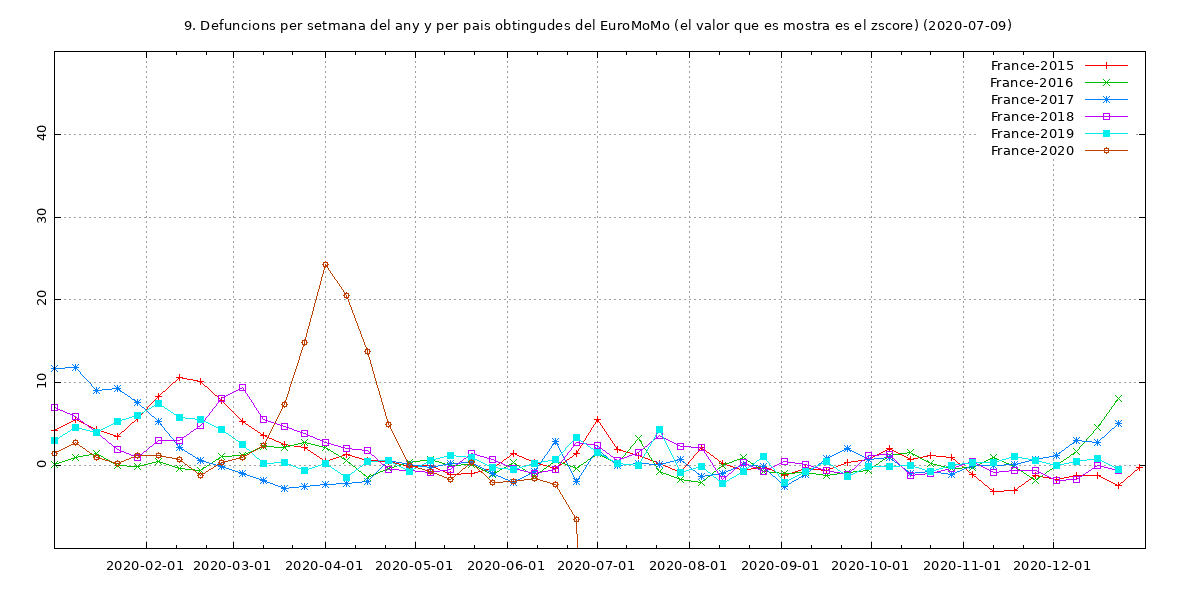 9. Defuncions per setmana del any y per pais obtingudes del EuroMoMo (el valor que es mostra es el zscore) (2020-07-09)
France-2015
France-2016
France-2017
France-2018
France-2019
France-2020
40
30
20
10
0
2020-02-01 2020-03-01 2020-04-01 2020-05-01 2020-06-01 2020-07-01 2020-08-01 2020-09-01 2020-10-01 2020-11-01 2020-12-01